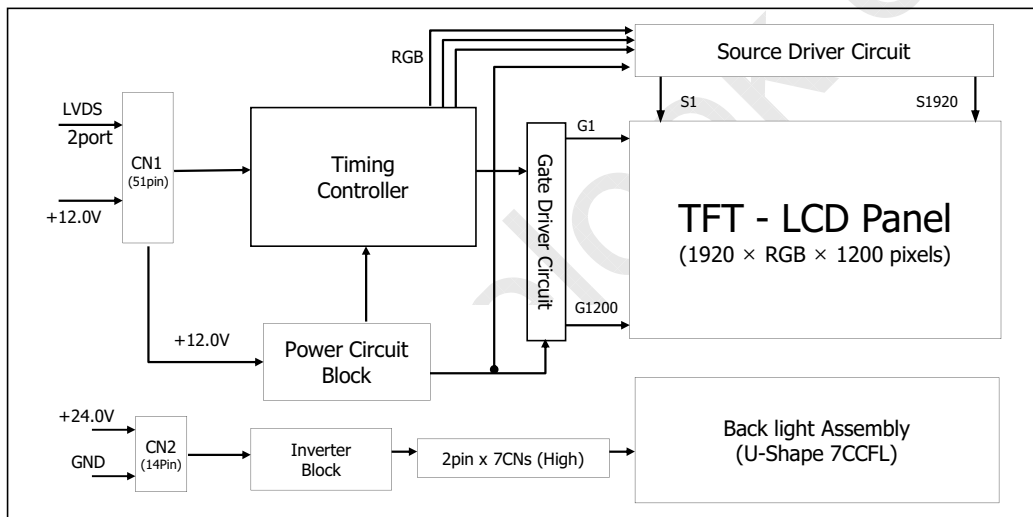 RGB
Source Driver Circuit
S1
S1920
LVDS
2port
CN1
(51pin)
+12.0V
Timing
Controller
Gate Driver Circuit
G1
G1200
TFT - LCD Panel
(1920 × RGB × 1200 pixels)
+12.0V
Power Circuit
Block
+24.0V
GND
CN2
(14Pin)
Inverter
Block
2pin x 7CNs (High)
Back light Assembly
(U-Shape 7CCFL)